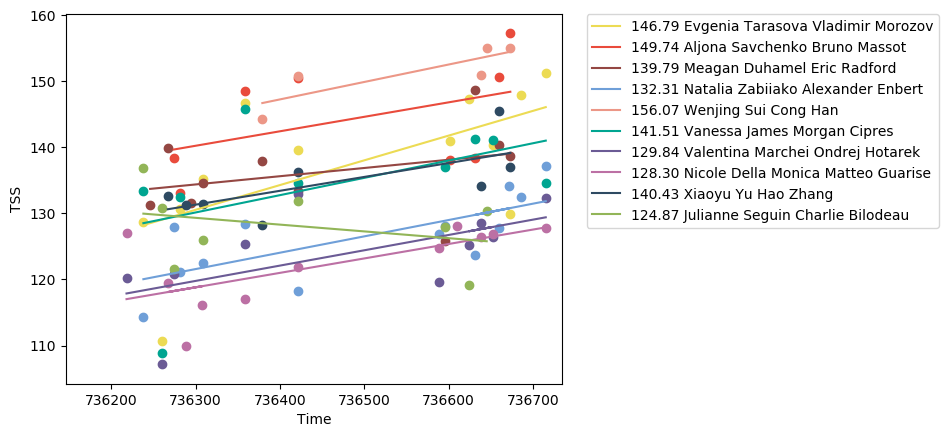 160
150
140
130
120
110
TSS
736200 736300 736400 736500 736600 736700
Time
146.79 Evgenia Tarasova Vladimir Morozov
149.74 Aljona Savchenko Bruno Massot
139.79 Meagan Duhamel Eric Radford
132.31 Natalia Zabiiako Alexander Enbert
156.07 Wenjing Sui Cong Han
141.51 Vanessa James Morgan Cipres
129.84 Valentina Marchei Ondrej Hotarek
128.30 Nicole Della Monica Matteo Guarise
140.43 Xiaoyu Yu Hao Zhang
124.87 Julianne Seguin Charlie Bilodeau